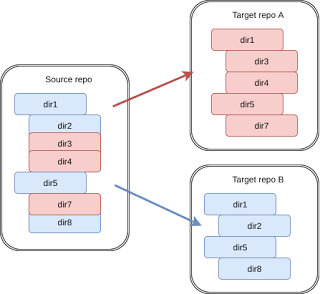 Source repo
dir1
dir2
dir3
dir4
dir5
dir7
dir8
Target repo A
dir1
dir3
dir4
dir5
dir7
Target repo B
dir1
dir2
dir5
dir8